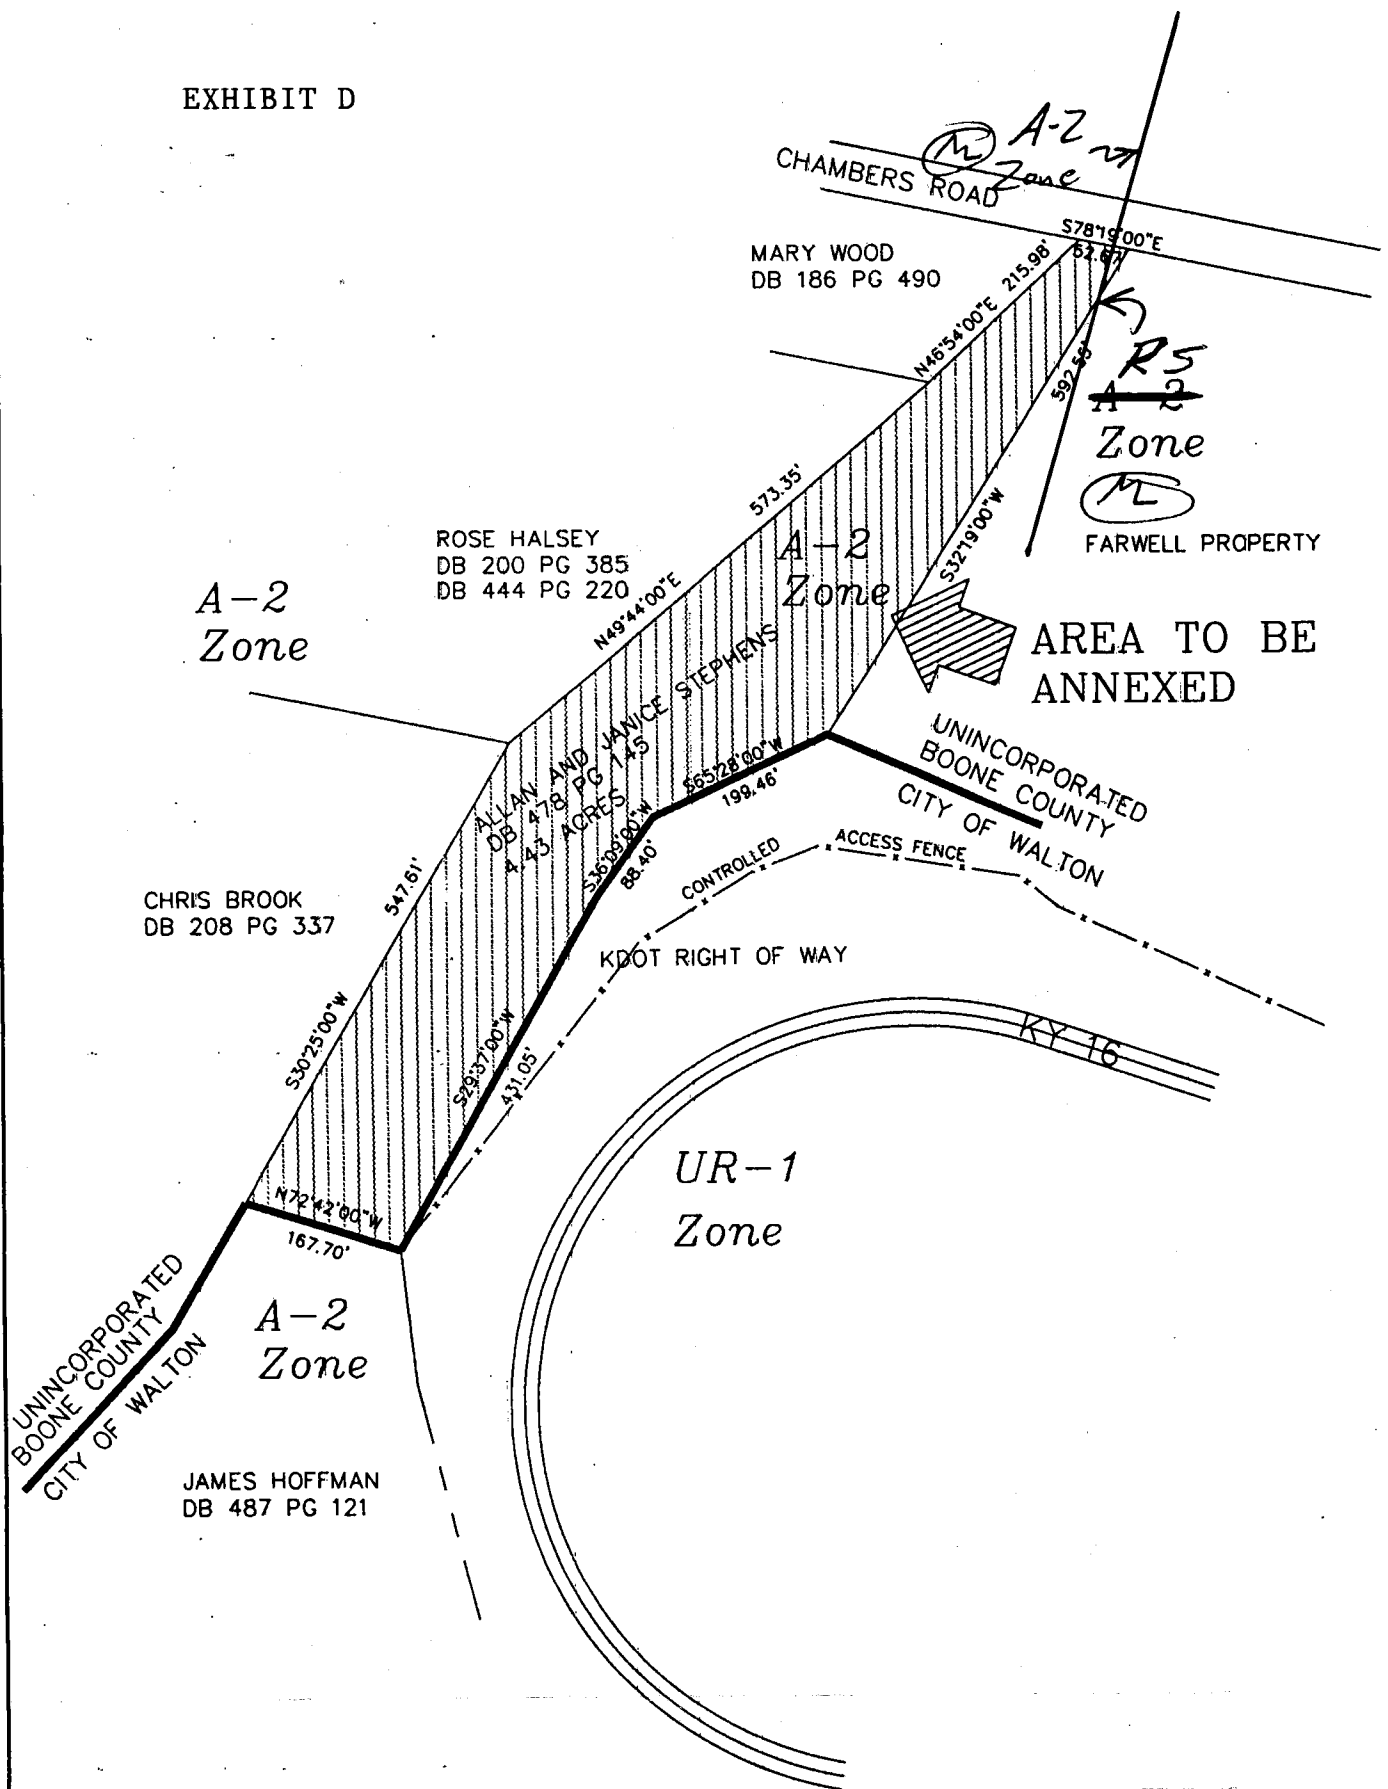 EXHIBIT D
A-2
Zone
CHAMBERS ROAD
S78°19'00"E
52.67'
MARY WOOD
DB 186 PG 490
N46°54'00"E 215.98'
592.55'
RS
A-2
Zone
FARWELL PROPERTY
573.35'
S32°19'00"W
A-2
Zone
ROSE HALSEY
DB 200 PG 385
DB 444 PG 220
N49°44'00"E
A-2
Zone
AREA TO BE
ANNEXED
ALLAN AND JANICE STEPHENS
DB 478 PG 145
4.43 ACRES
S65°28'00"W
199.46'
UNINCORPORATED
BOONE COUNTY
CITY OF WALTON
S36°09'00"W
88.40'
CONTROLLED ACCESS FENCE
547.61'
CHRIS BROOK
DB 208 PG 337
KDOT RIGHT OF WAY
S30°25'00"W
S29°37'00"W
431.05'
KY 16
UR-1
Zone
N72°42'00"W
167.70'
UNINCORPORATED
BOONE COUNTY
CITY OF WALTON
A-2
Zone
JAMES HOFFMAN
DB 487 PG 121